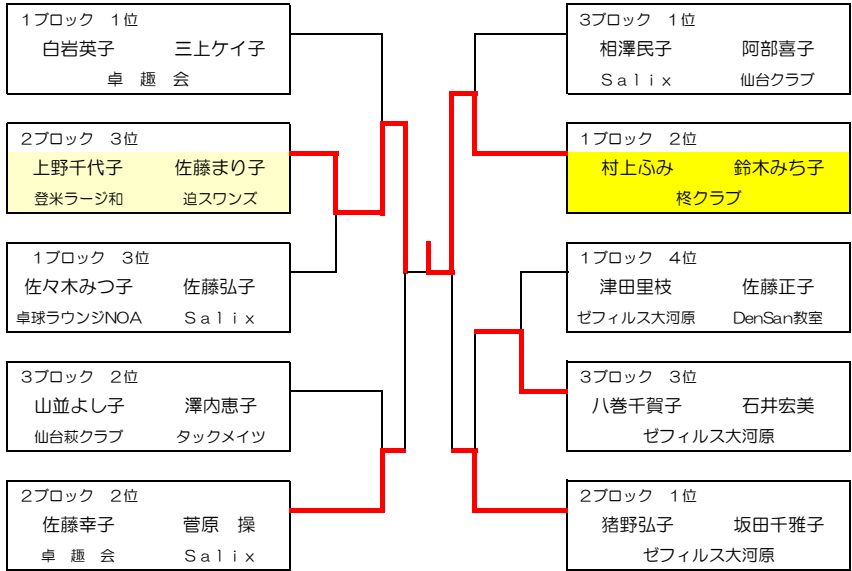 1ブロック 1位
白岩英子 三上ケイ子
卓 趣 会
2ブロック 3位
上野千代子 佐藤まり子
登米ラージ和 迫スワンズ
1ブロック 3位
佐々木みつ子 佐藤弘子
卓球ラウンジNOA Salix
3ブロック 2位
山並よし子 澤内恵子
仙台萩クラブ タックメイツ
2ブロック 2位
佐藤幸子 菅原 操
卓 趣 会 Salix
3ブロック 1位
相澤民子 阿部喜子
Salix 仙台クラブ
1ブロック 2位
村上ふみ 鈴木みち子
柊クラブ
1ブロック 4位
津田里枝 佐藤正子
ゼフィルス大河原 DenSan教室
3ブロック 3位
八巻千賀子 石井宏美
ゼフィルス大河原
2ブロック 1位
猪野弘子 坂田千雅子
ゼフィルス大河原